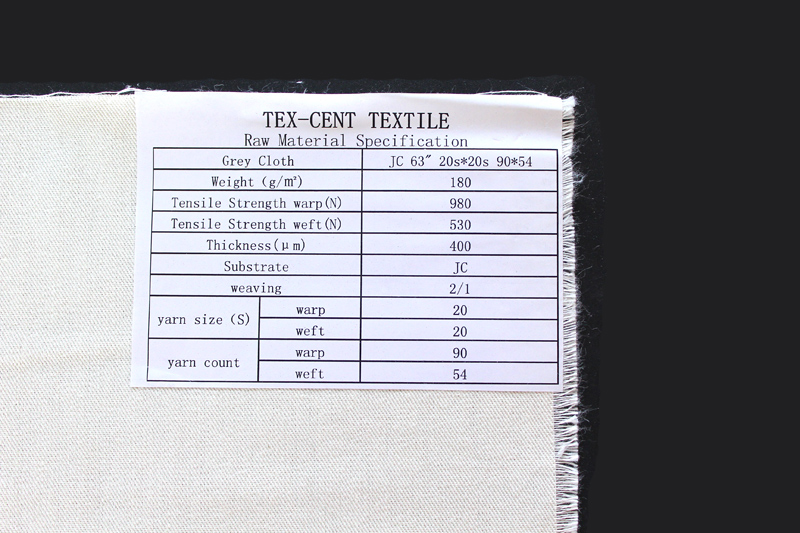 TEX-CENT TEXTILE
Raw Material Specification
Grey Cloth JC 63″ 20s*20s 90*54
Weight (g/㎡) 180
Tensile Strength warp(N) 980
Tensile Strength weft(N) 530
Thickness(μm) 400
Substrate JC
weaving 2/1
yarn size (S) warp 20
weft 20
yarn count warp 90
weft 54